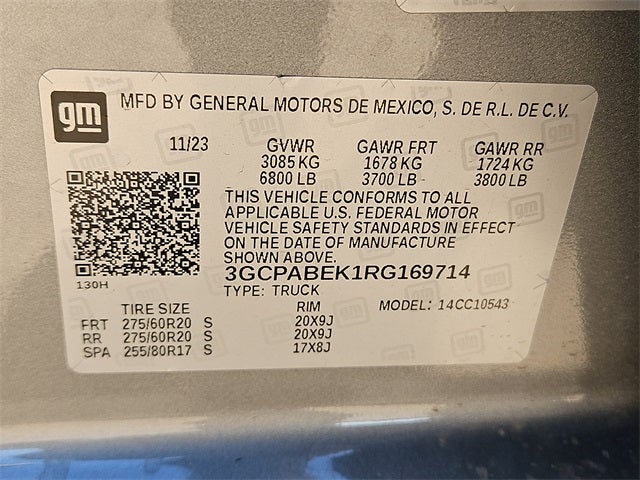 gm
MFD BY GENERAL MOTORS DE MEXICO, S. DE R.L. DE C.V.
11/23 GVWR GAWR FRT GAWR RR
3085 KG 1678 KG 1724 KG
6800 LB 3700 LB 3800 LB
THIS VEHICLE CONFORMS TO ALL
APPLICABLE U.S. FEDERAL MOTOR
VEHICLE SAFETY STANDARDS IN EFFECT
ON THE DATE OF MANUFACTURE
SHOWN ABOVE.
3GCPABEK1RG169714
130H
TYPE: TRUCK
TIRE SIZE RIM MODEL: 14CC10543
FRT 275/60R20 S 20X9J
RR 275/60R20 S 20X9J
SPA 255/80R17 S 17X8J